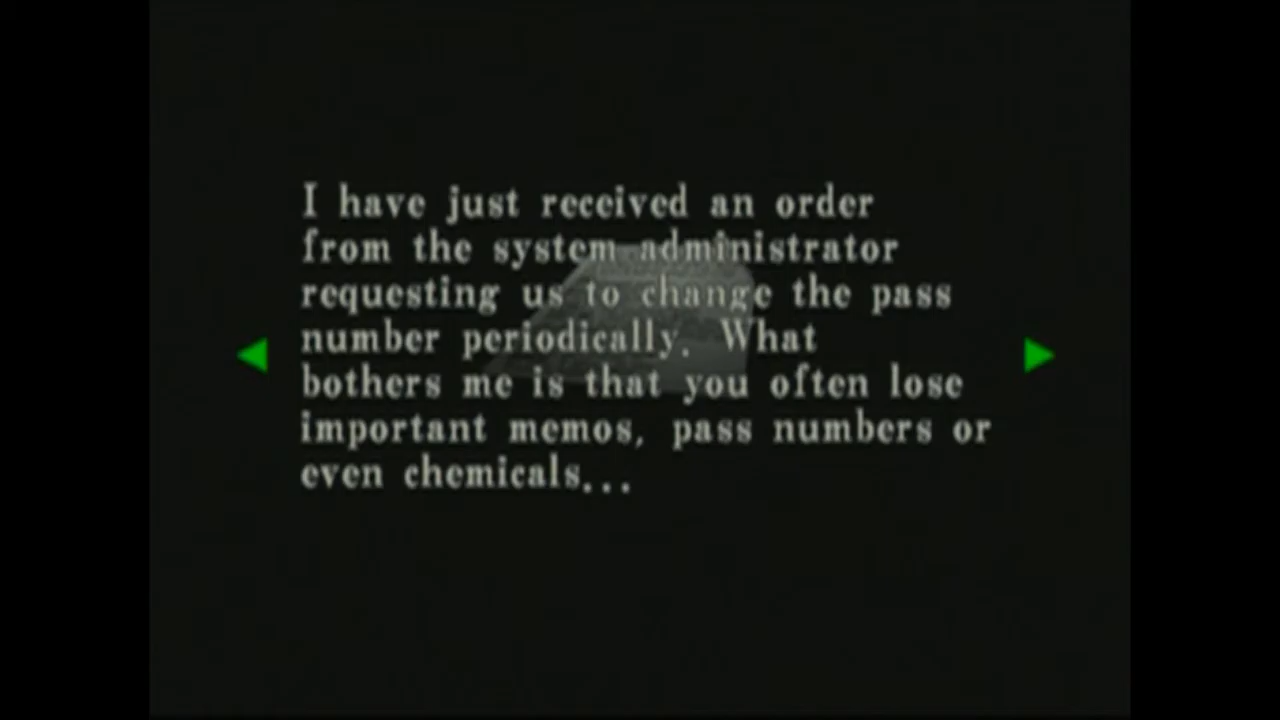 I have just received an order
from the system administrator
requesting us to change the pass
number periodically. What
bothers me is that you often lose
important memos, pass numbers or
even chemicals...